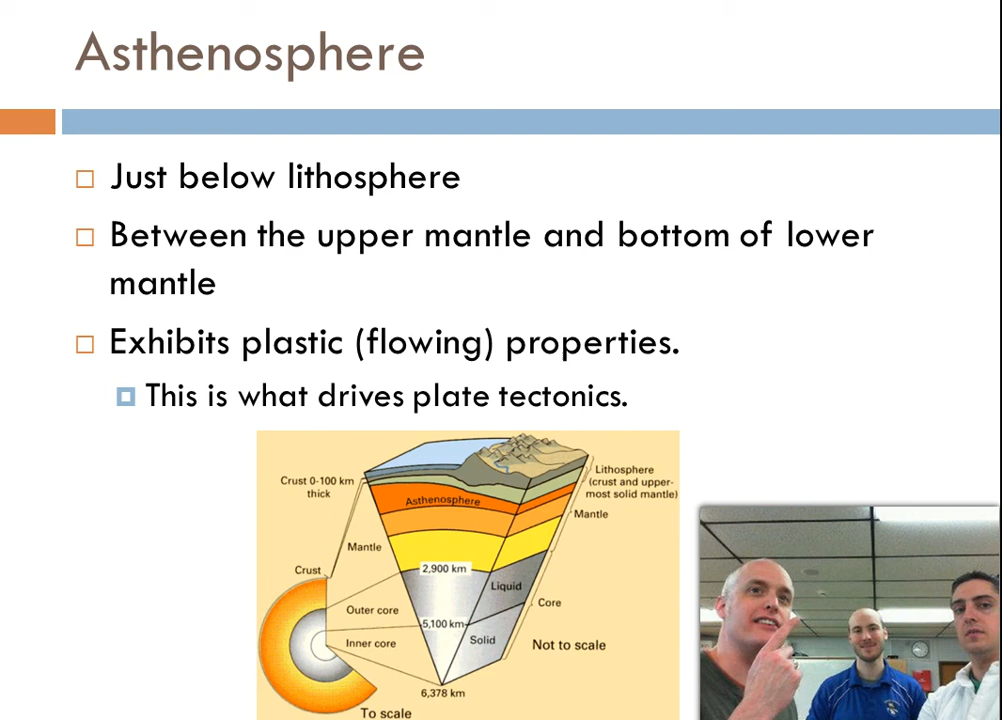 Asthenosphere
Just below lithosphere
Between the upper mantle and bottom of lower
mantle
Exhibits plastic (flowing) properties.
This is what drives plate tectonics.
Crust 0-100 km
thick
Asthenosphere
Lithosphere
(crust and upper-
most solid mantle)
Mantle
Mantle
2,900 km
Crust
Liquid
Outer core
Core
5,100 km
Inner core
Solid
Not to scale
6,378 km
To scale